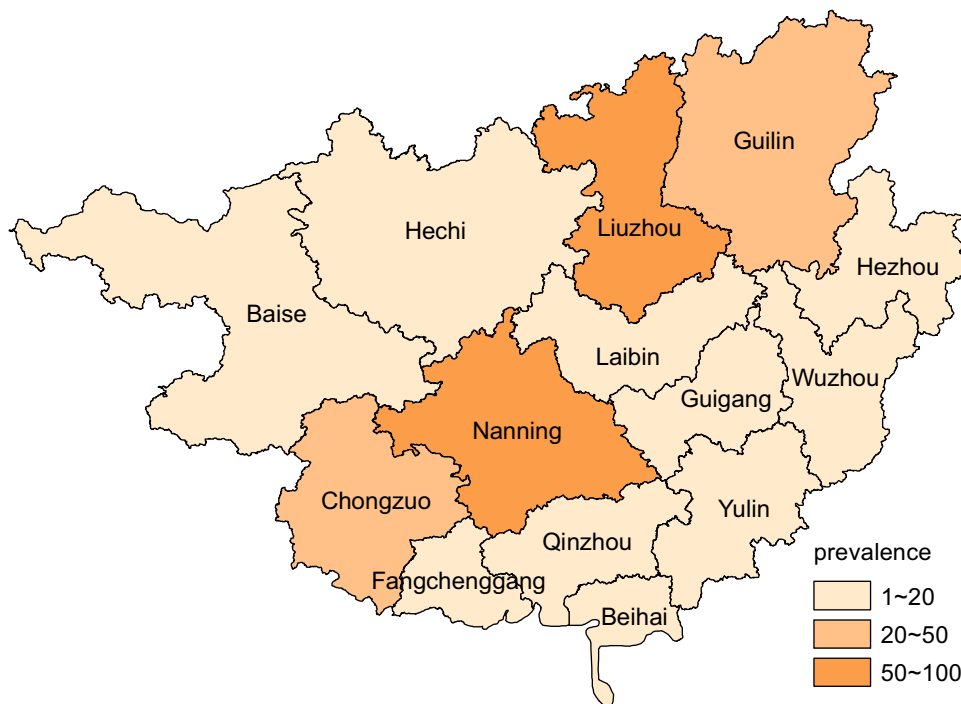 Guilin
Liuzhou
Hechi
Hezhou
Baise
Laibin
Wuzhou
Guigang
Nanning
Chongzuo
Yulin
Qinzhou
Fangchenggang
Beihai
prevalence
1~20
20~50
50~100